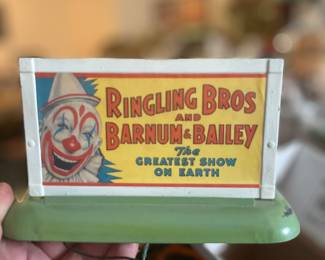 RINGLING BROS
AND
BARNUM & BAILEY
The
GREATEST SHOW
ON EARTH